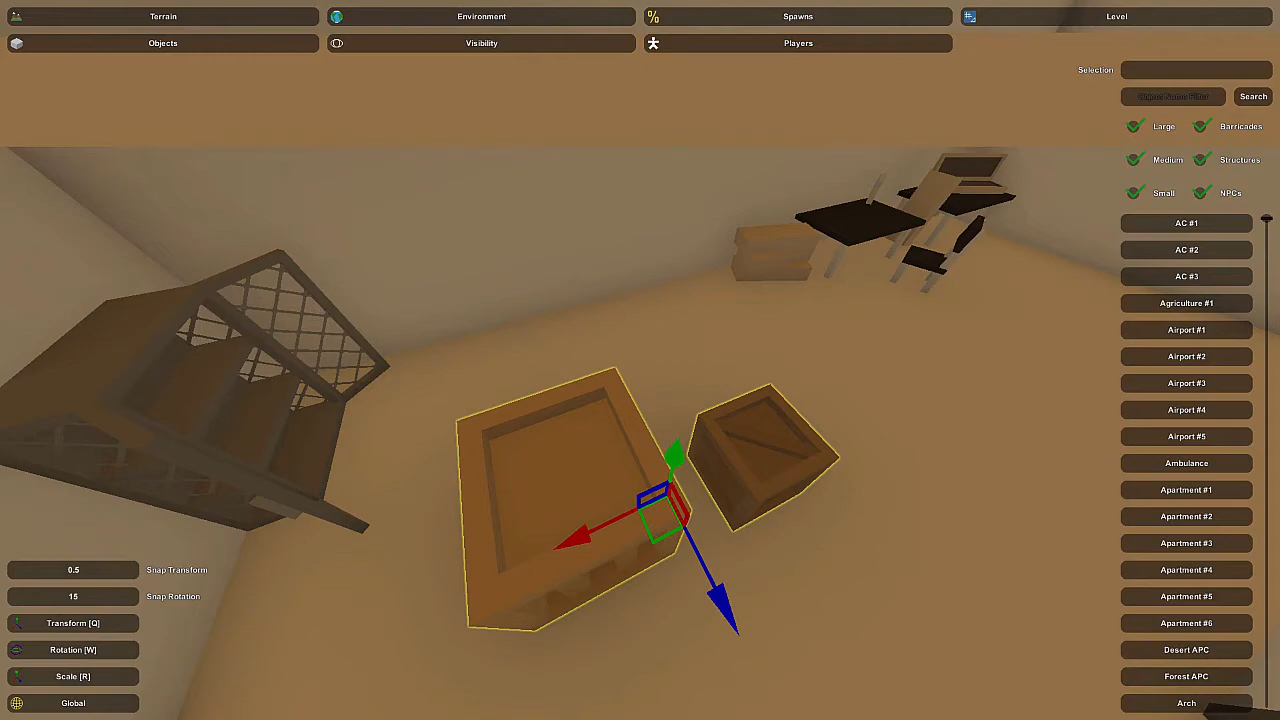 Terrain
Environment
Spawns
Level
Objects
Visibility
Players
Selection
Object Name Filter
Search
Large
Barricades
Medium
Structures
Small
NPCs
AC #1
AC #2
AC #3
Agriculture #1
Airport #1
Airport #2
Airport #3
Airport #4
Airport #5
Ambulance
Apartment #1
Apartment #2
Apartment #3
Apartment #4
Apartment #5
Apartment #6
Desert APC
Forest APC
Arch
0.5 Snap Transform
15 Snap Rotation
Transform [Q]
Rotation [W]
Scale [R]
Global